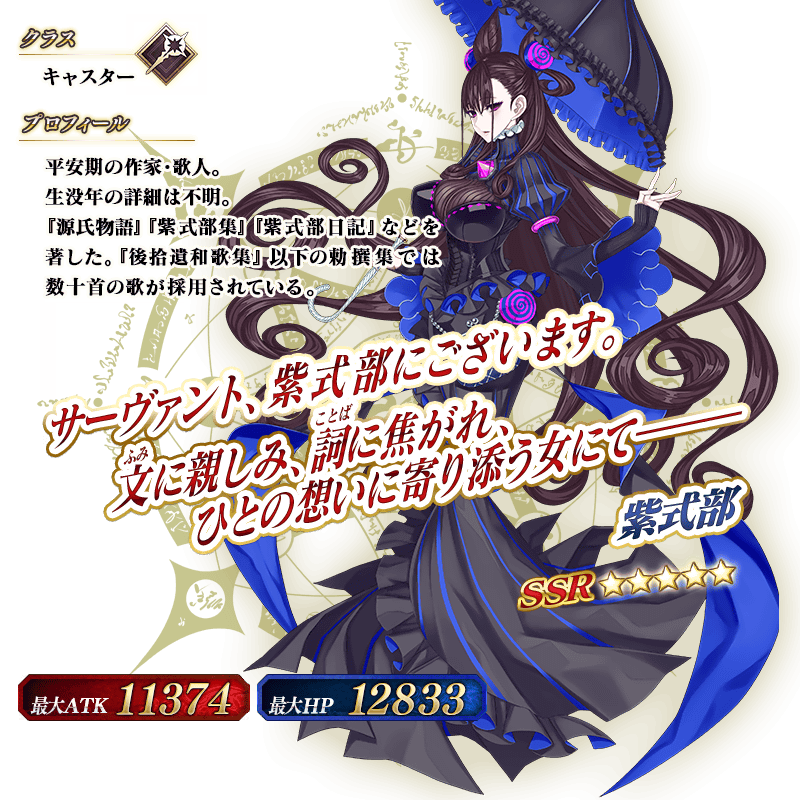 クラス
キャスター
プロフィール
平安期の作家・歌人。
生没年の詳細は不明。
『源氏物語』『紫式部集』『紫式部日記』などを
著した。『後拾遺和歌集』以下の勅撰集では
数十首の歌が採用されている。
サーヴァント、紫式部にございます。
文に親しみ、詞に焦がれ、
ふみ
ことば
ひとの想いに寄り添う女にて――
紫式部
SSR ☆☆☆☆☆
最大ATK 11374
最大HP 12833